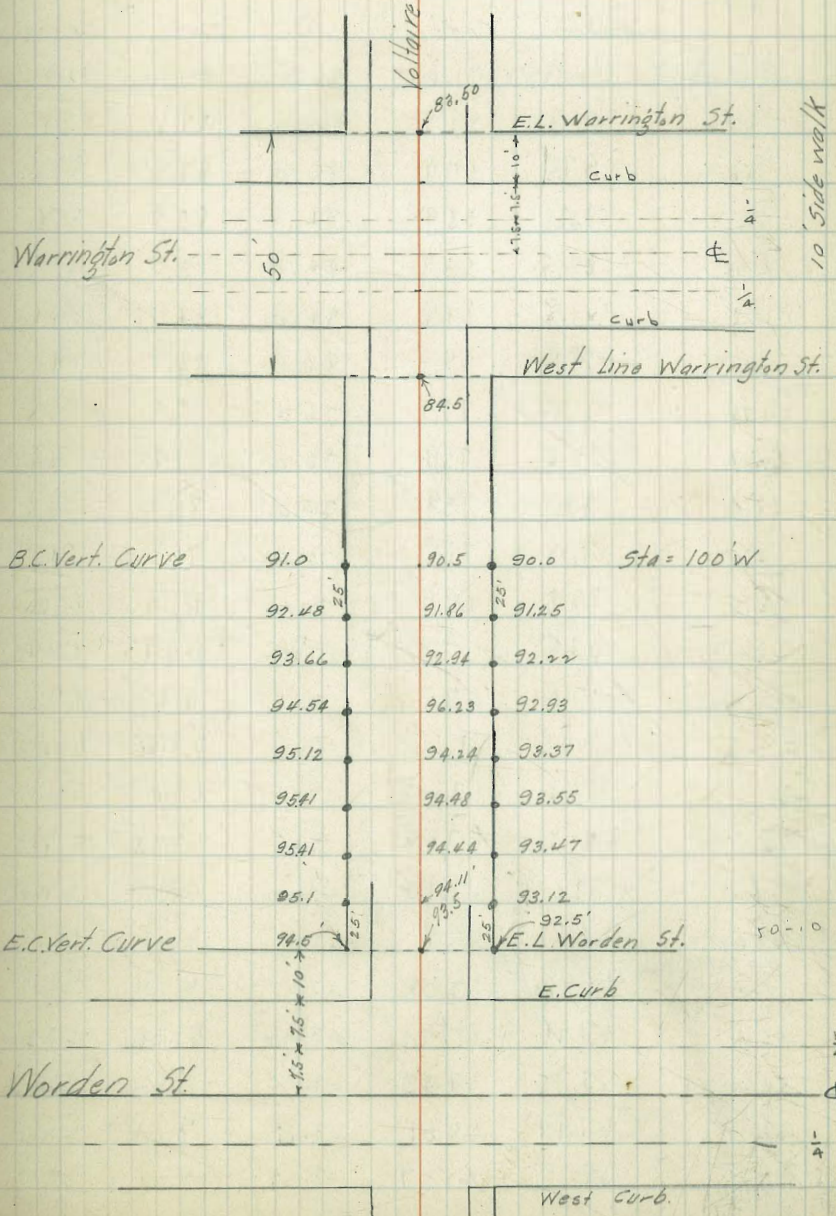 Voltaire
83.50
E.L. Warrington St.
10' Side walk
7.5' 7.5' 10'
Curb
1/4
Warrington St.
50'
℄
1/4
Curb
West Line Warrington St.
84.5
B.C. Vert. Curve 91.0 90.5 90.0 Sta = 100' W
25' 25'
92.48 91.86 91.25
93.66 92.94 92.22
94.54 96.23 92.93
95.12 94.24 93.37
95.41 94.48 93.55
95.41 94.44 93.47
95.1 94.11' 93.12
E.C. Vert. Curve 94.5' 25' 93.5 25' 92.5' E.L. Worden St. 50-10
E. Curb
7.5' 7.5' 10'
Worden St.
1/4
West Curb.